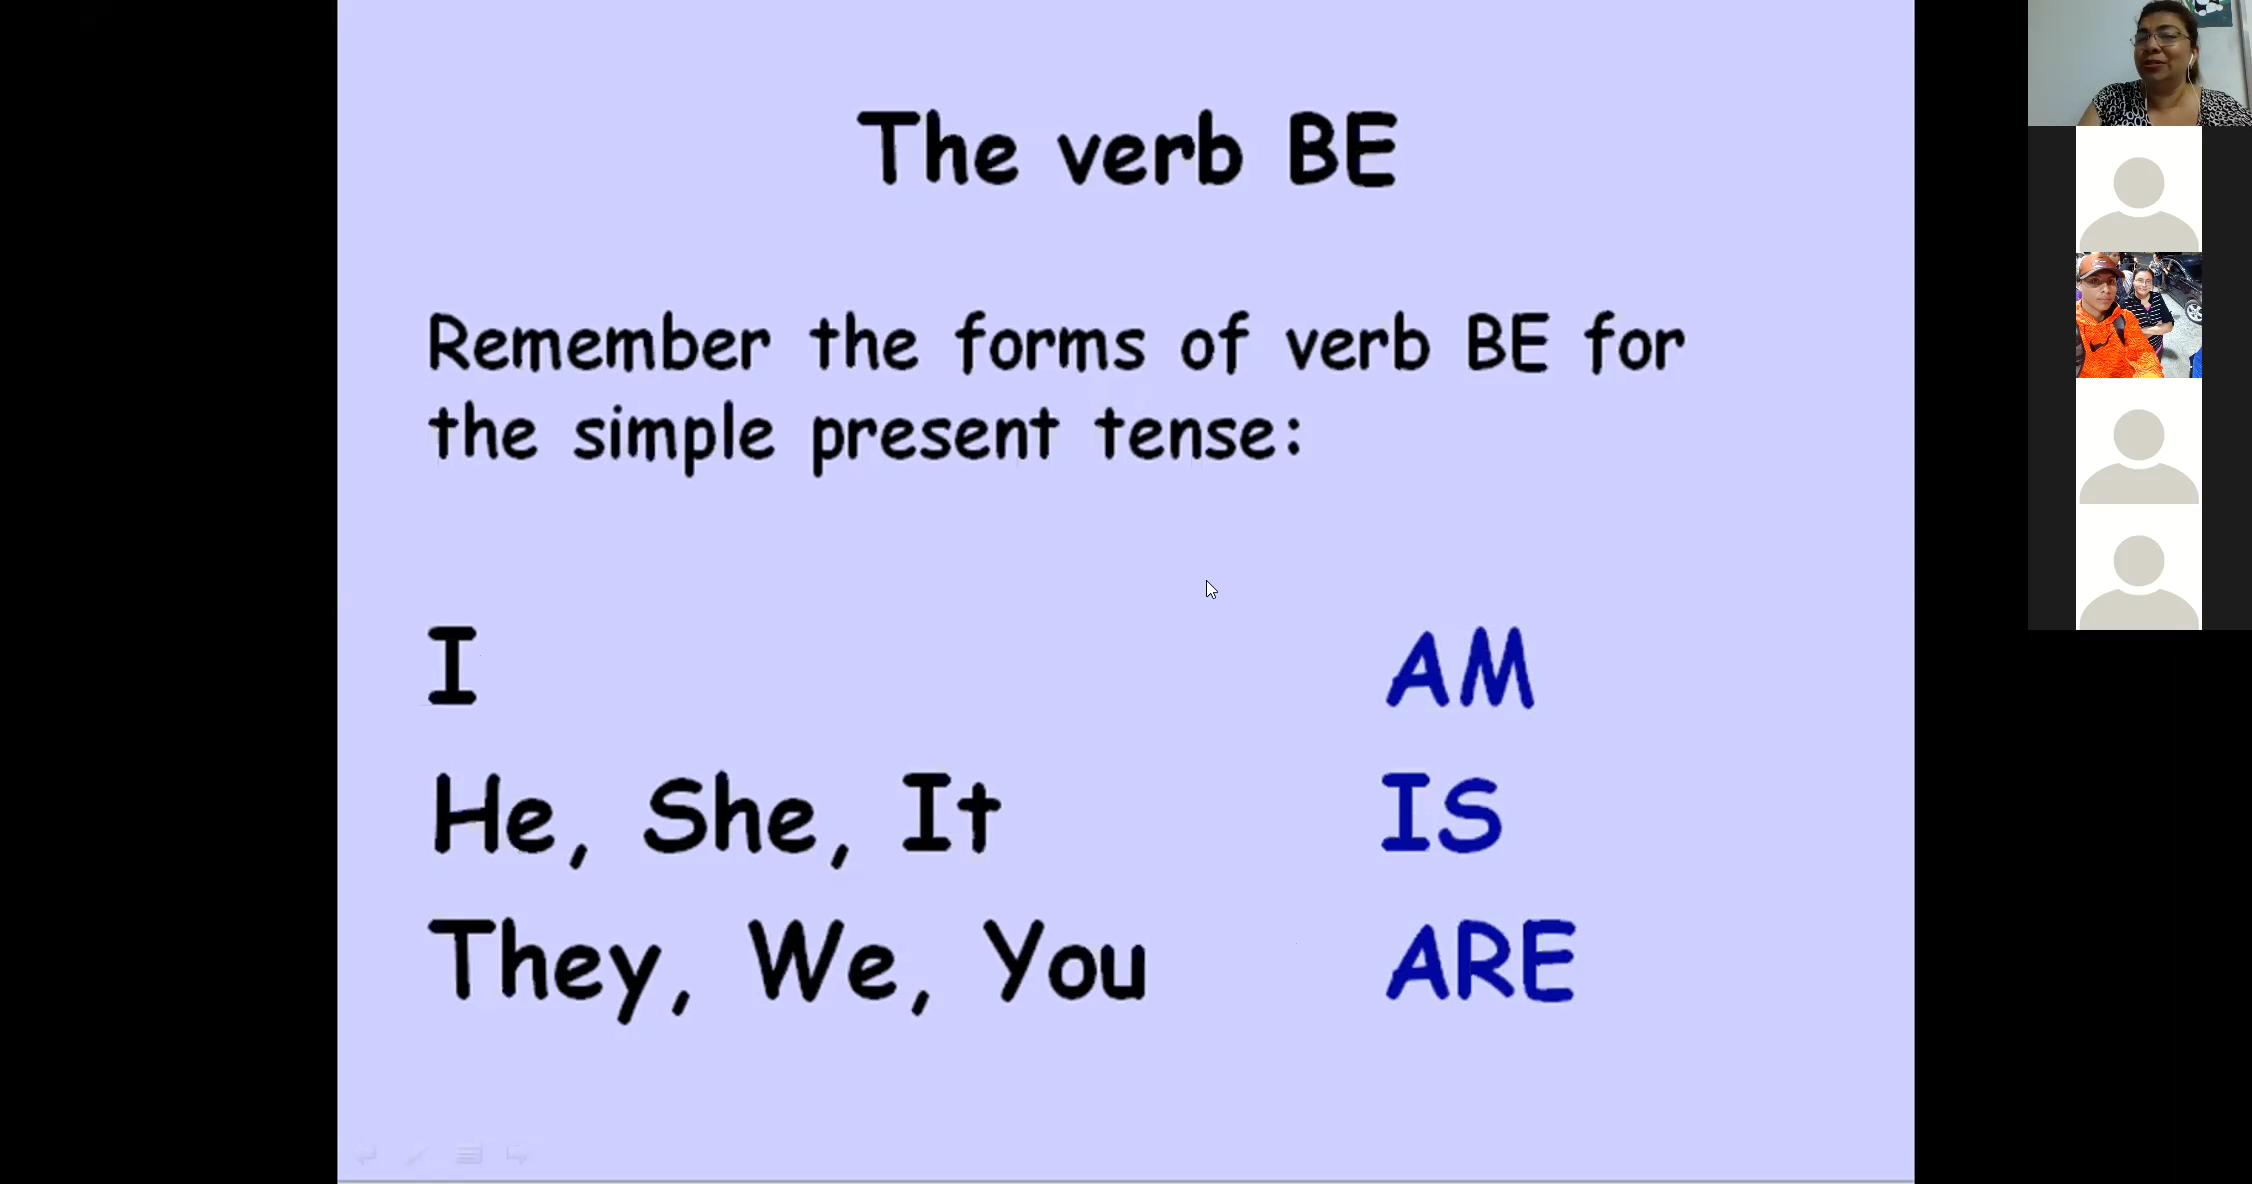 The verb BE
Remember the forms of verb BE for
the simple present tense:
I AM
He, She, It IS
They, We, You ARE